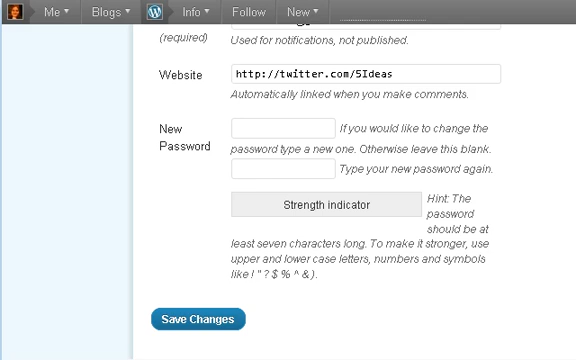 Me Blogs Info Follow New
(required)
Used for notifications, not published.
Website http://twitter.com/5Ideas
Automatically linked when you make comments.
New Password
If you would like to change the
password type a new one. Otherwise leave this blank.
Type your new password again.
Strength indicator
Hint: The
password
should be at
least seven characters long. To make it stronger, use
upper and lower case letters, numbers and symbols
like ! " ? $ % ^ & ).
Save Changes